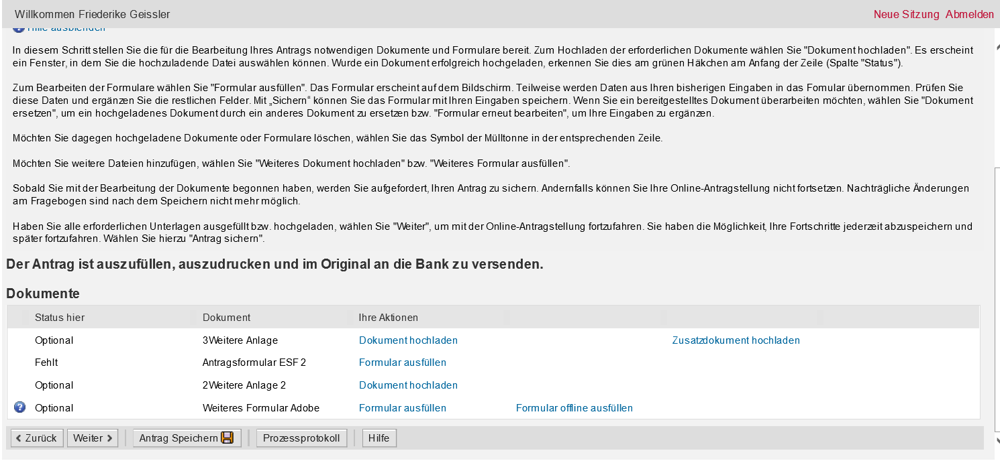 Willkommen Friederike Geissler
Neue Sitzung Abmelden
Hilfe ausblenden
In diesem Schritt stellen Sie die für die Bearbeitung Ihres Antrags notwendigen Dokumente und Formulare bereit. Zum Hochladen der erforderlichen Dokumente wählen Sie "Dokument hochladen". Es erscheint
ein Fenster, in dem Sie die hochzuladende Datei auswählen können. Wurde ein Dokument erfolgreich hochgeladen, erkennen Sie dies am grünen Häkchen am Anfang der Zeile (Spalte "Status").
Zum Bearbeiten der Formulare wählen Sie "Formular ausfüllen". Das Formular erscheint auf dem Bildschirm. Teilweise werden Daten aus Ihren bisherigen Eingaben in das Fomular übernommen. Prüfen Sie
diese Daten und ergänzen Sie die restlichen Felder. Mit „Sichern“ können Sie das Formular mit Ihren Eingaben speichern. Wenn Sie ein bereitgestelltes Dokument überarbeiten möchten, wählen Sie "Dokument
ersetzen", um ein hochgeladenes Dokument durch ein anderes Dokument zu ersetzen bzw. "Formular erneut bearbeiten", um Ihre Eingaben zu ergänzen.
Möchten Sie dagegen hochgeladene Dokumente oder Formulare löschen, wählen Sie das Symbol der Mülltonne in der entsprechenden Zeile.
Möchten Sie weitere Dateien hinzufügen, wählen Sie "Weiteres Dokument hochladen" bzw. "Weiteres Formular ausfüllen".
Sobald Sie mit der Bearbeitung der Dokumente begonnen haben, werden Sie aufgefordert, Ihren Antrag zu sichern. Andernfalls können Sie Ihre Online-Antragstellung nicht fortsetzen. Nachträgliche Änderungen
am Fragebogen sind nach dem Speichern nicht mehr möglich.
Haben Sie alle erforderlichen Unterlagen ausgefüllt bzw. hochgeladen, wählen Sie "Weiter", um mit der Online-Antragstellung fortzufahren. Sie haben die Möglichkeit, Ihre Fortschritte jederzeit abzuspeichern und
später fortzufahren. Wählen Sie hierzu "Antrag sichern".
Der Antrag ist auszufüllen, auszudrucken und im Original an die Bank zu versenden.
Dokumente
Status hier Dokument Ihre Aktionen
Optional 3Weitere Anlage Dokument hochladen Zusatzdokument hochladen
Fehlt Antragsformular ESF 2 Formular ausfüllen
Optional 2Weitere Anlage 2 Dokument hochladen
? Optional Weiteres Formular Adobe Formular ausfüllen Formular offline ausfüllen
Zurück Weiter Antrag Speichern Prozessprotokoll Hilfe